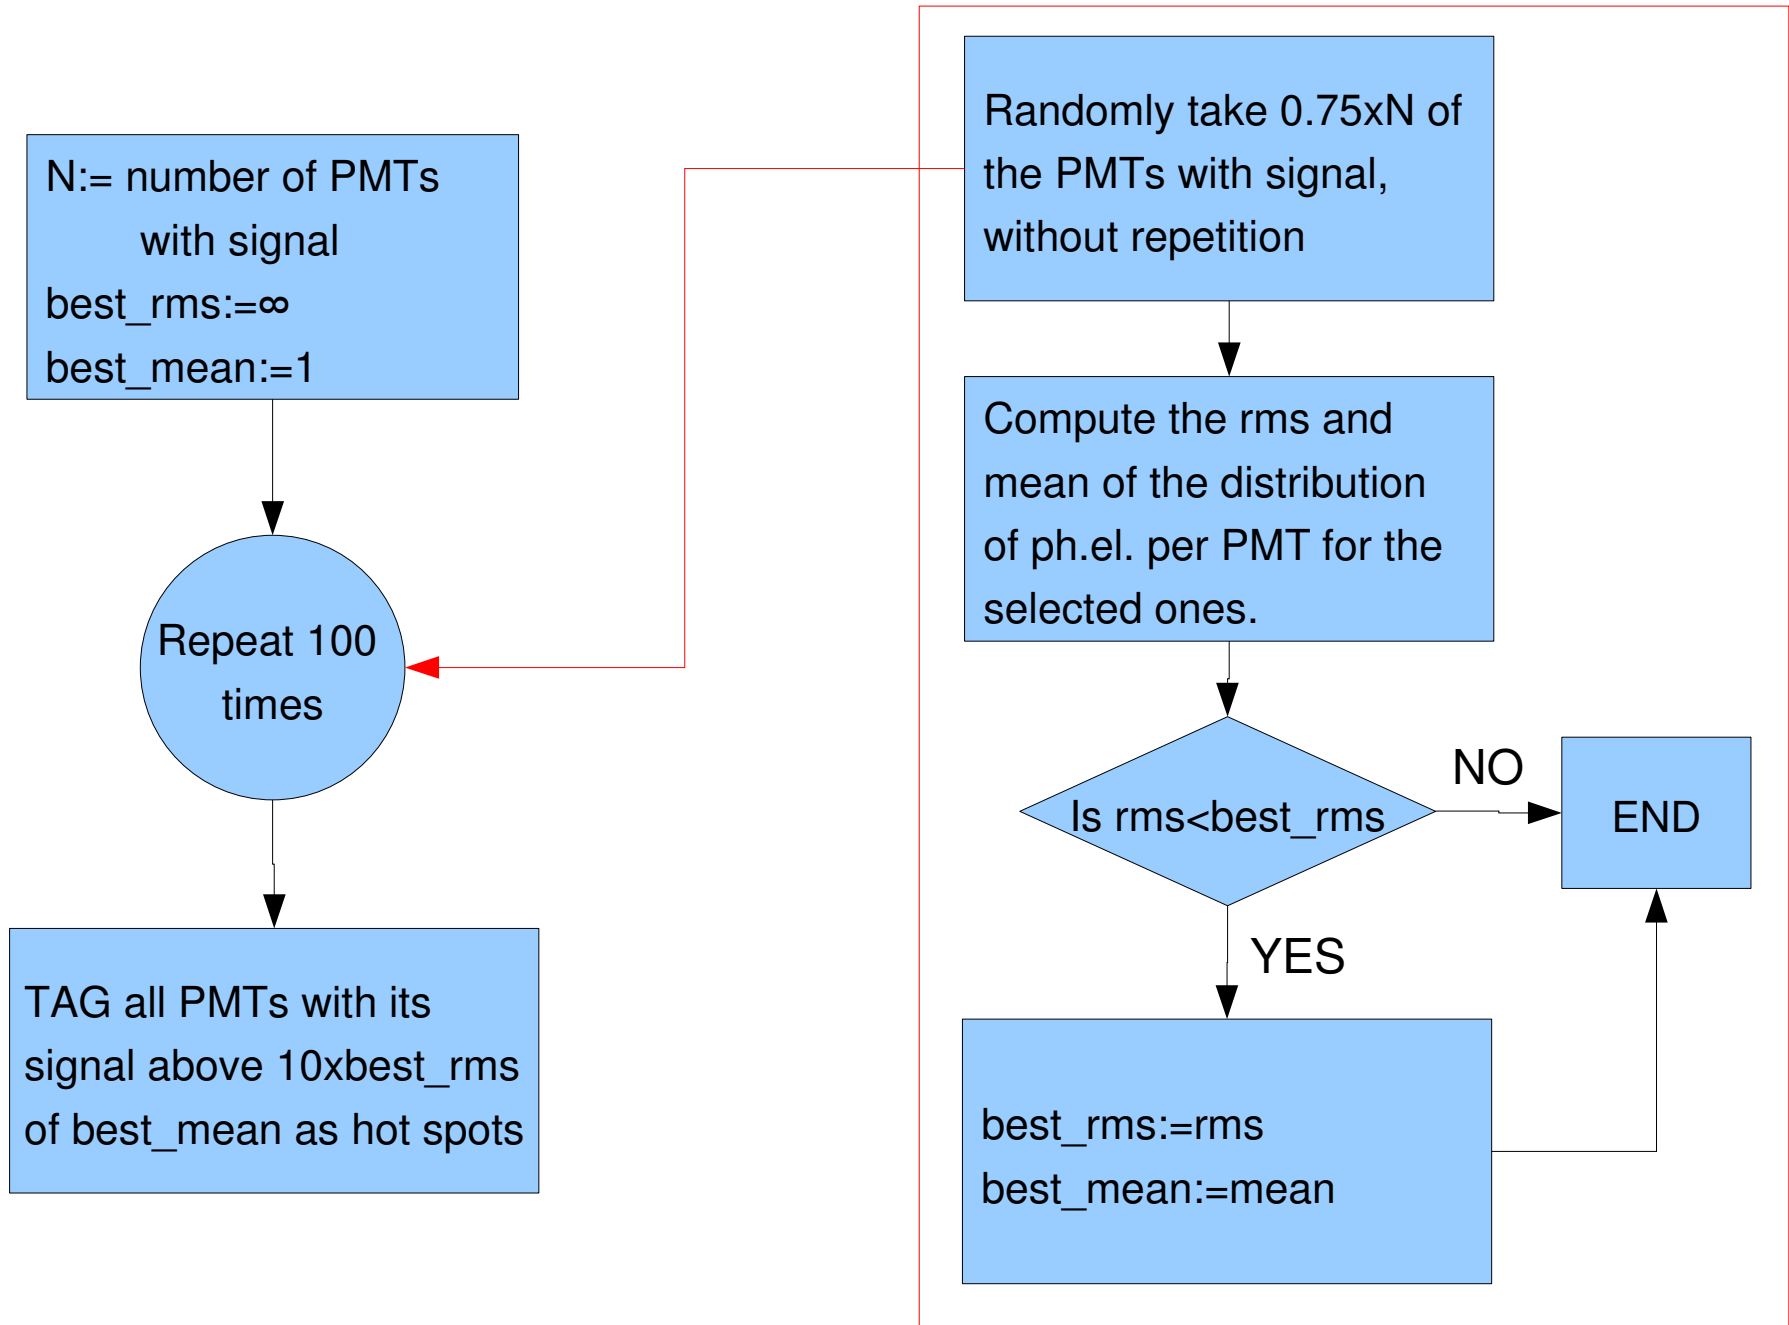 N:= number of PMTs
with signal
best_rms:=∞
best_mean:=1
Repeat 100
times
TAG all PMTs with its
signal above 10xbest_rms
of best_mean as hot spots
Randomly take 0.75xN of
the PMTs with signal,
without repetition
Compute the rms and
mean of the distribution
of ph.el. per PMT for the
selected ones.
Is rms<best_rms
NO
END
YES
best_rms:=rms
best_mean:=mean